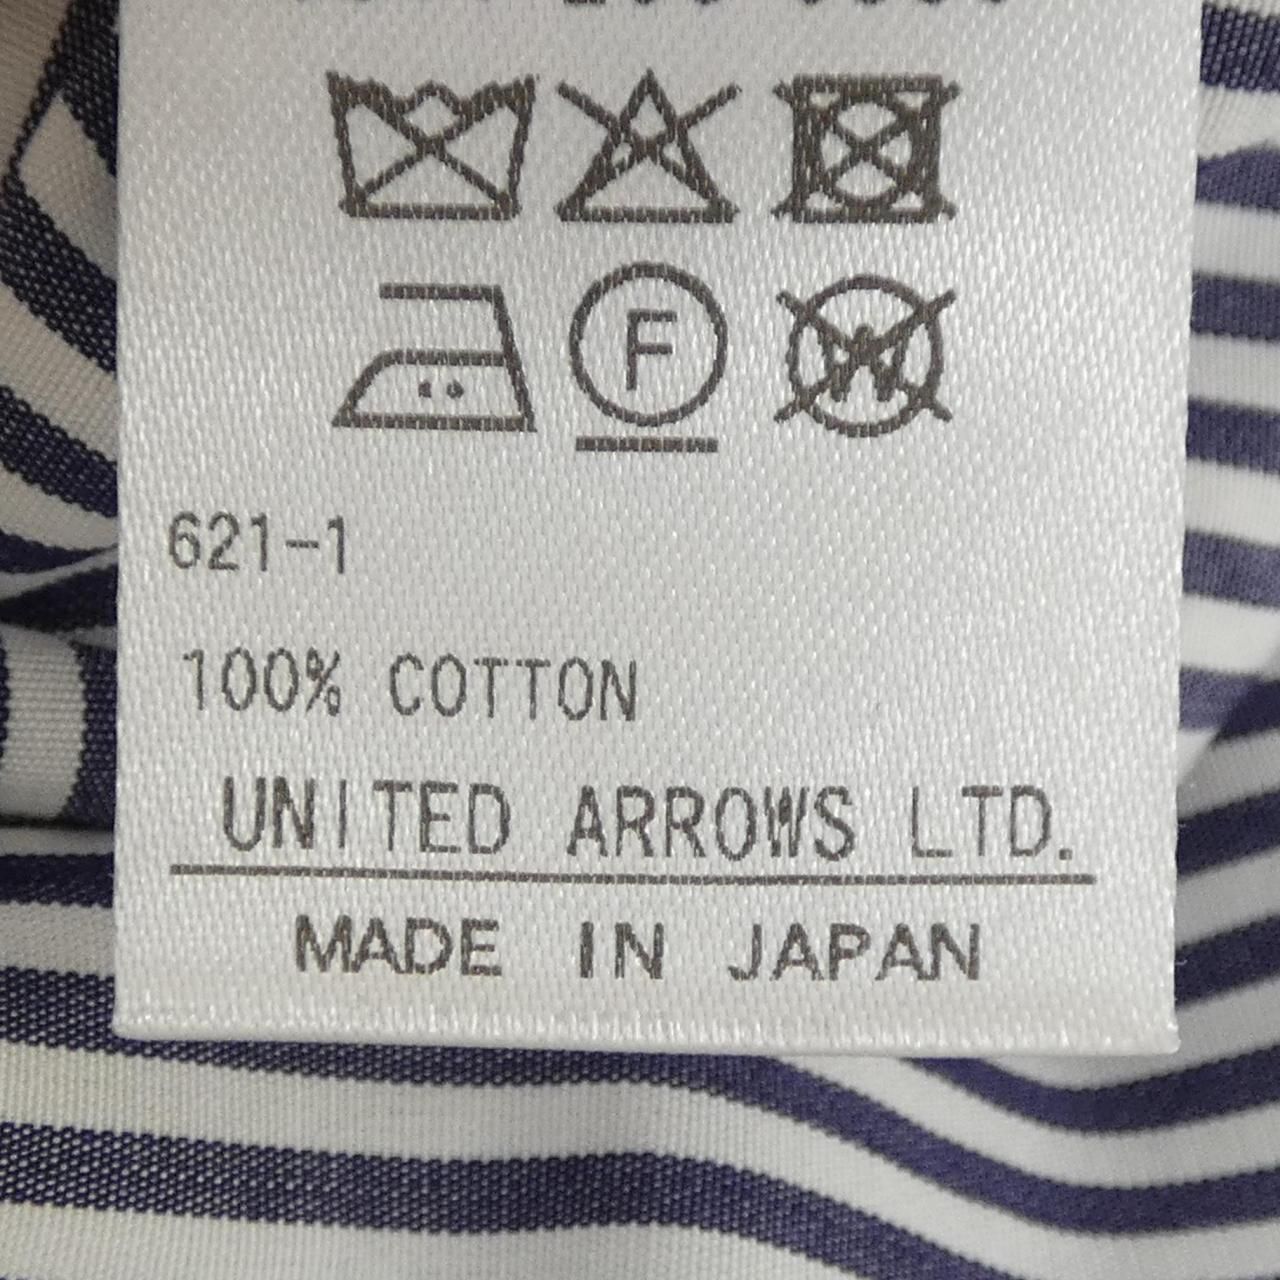 F
W
621-1
100% COTTON
UNITED ARROWS LTD.
MADE IN JAPAN